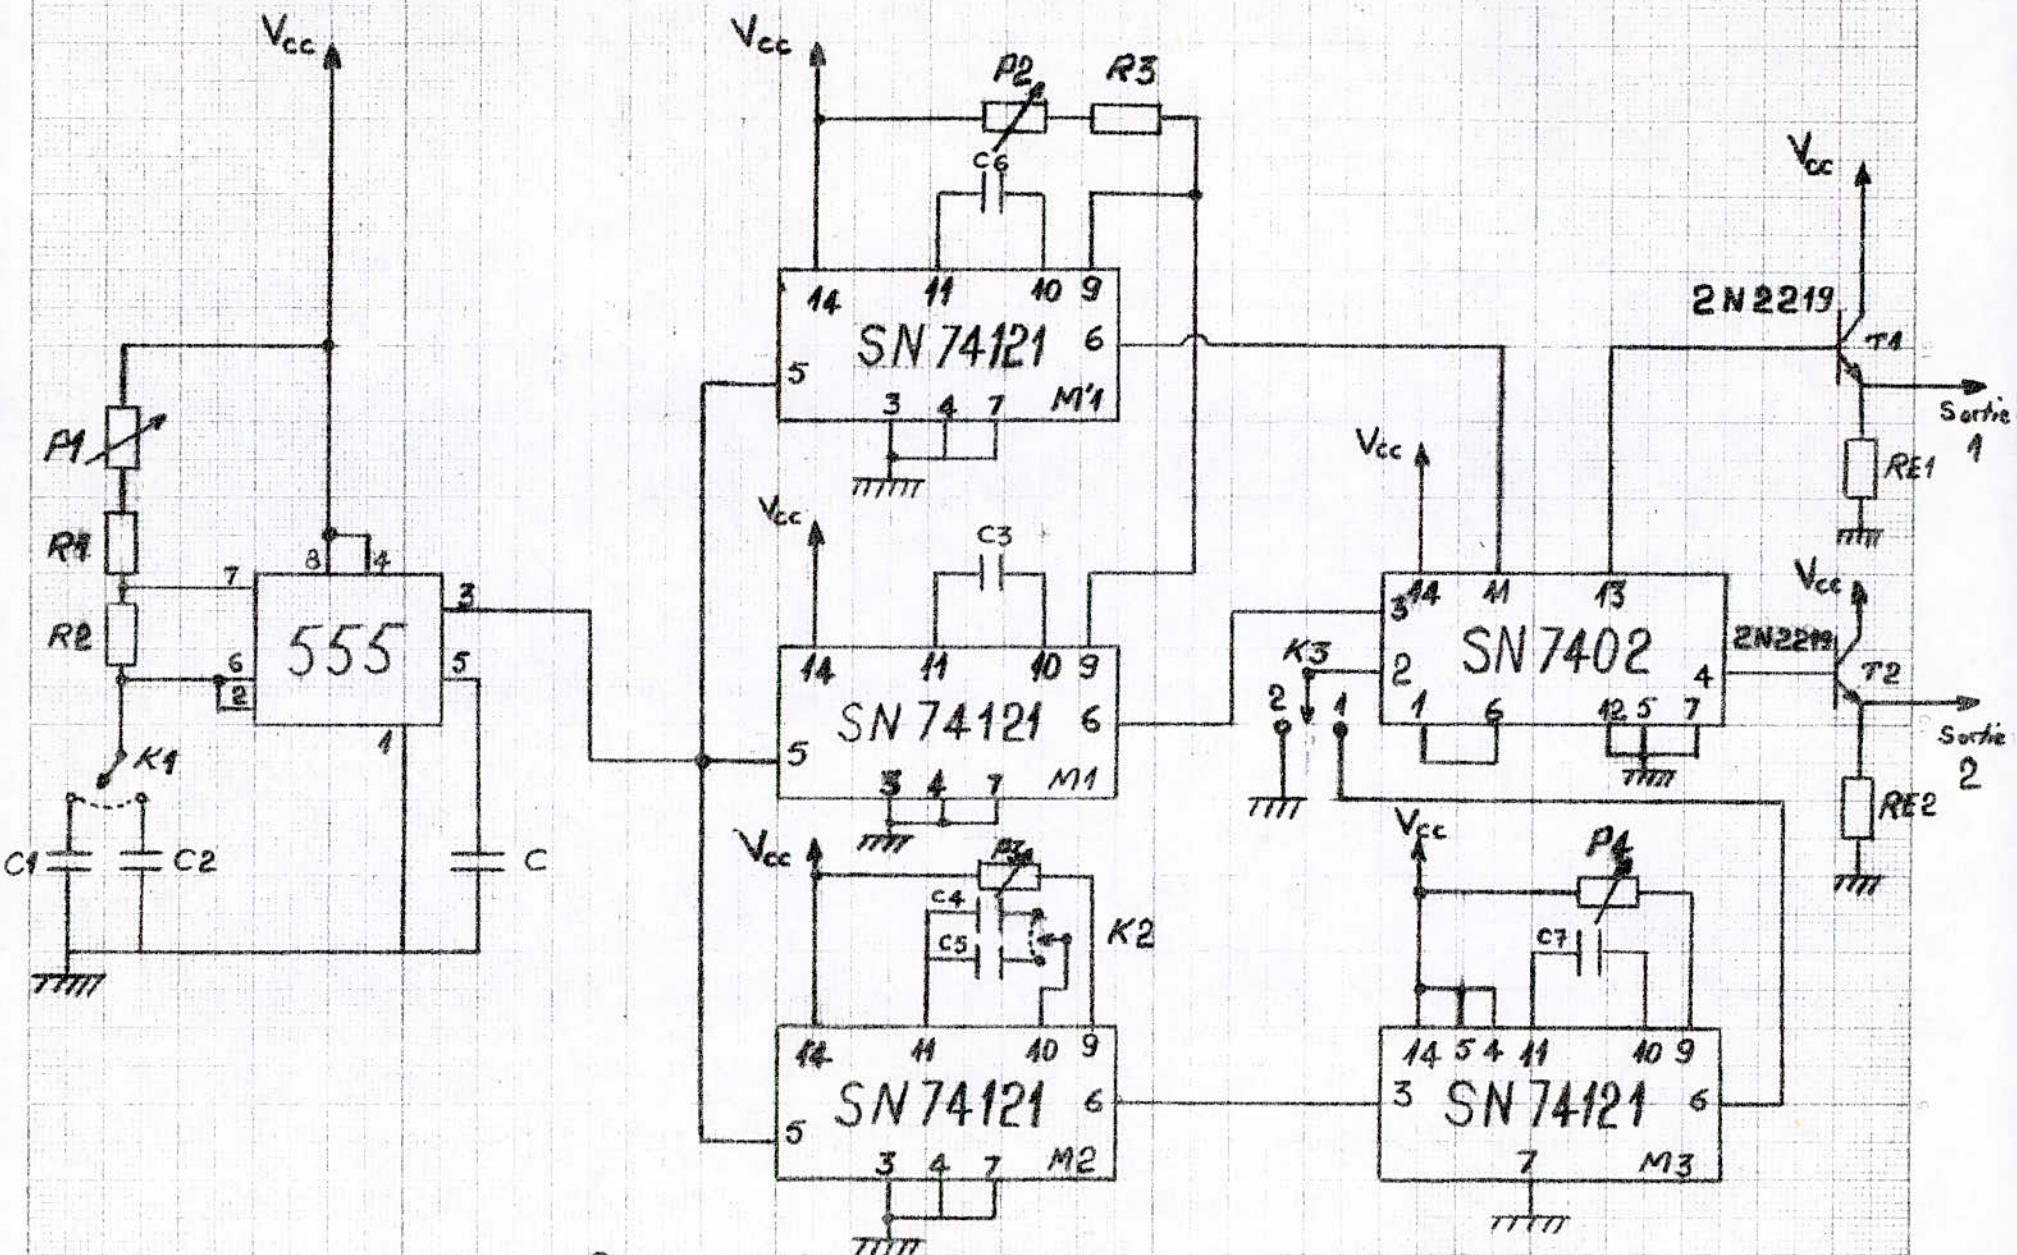 Vcc
P1
R1
R2
7
8
4
6
2
555
3
5
1
K1
C1
C2
C
Vcc
P2
R3
C6
14
11
10
9
SN 74121
6
5
3
4
7
M'1
Vcc
C3
14
11
10
9
SN 74121
6
5
3
4
7
M1
Vcc
C4
C5
K2
14
11
10
9
SN 74121
6
5
3
4
7
M2
Vcc
3
14
11
13
SN 7402
K3
2
1
2
4
1
6
12
5
7
Vcc
2N2219
T1
Sortie
1
RE1
Vcc
2N2219
T2
Sortie
2
RE2
Vcc
P4
C7
14
5
4
11
10
9
3
SN 74121
6
7
M3